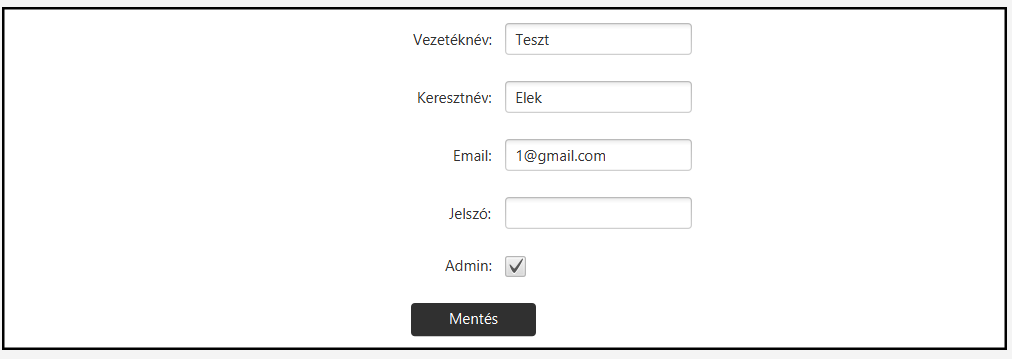 Vezetéknév: Teszt
Keresztnév: Elek
Email: 1@gmail.com
Jelszó:
Admin:
Mentés